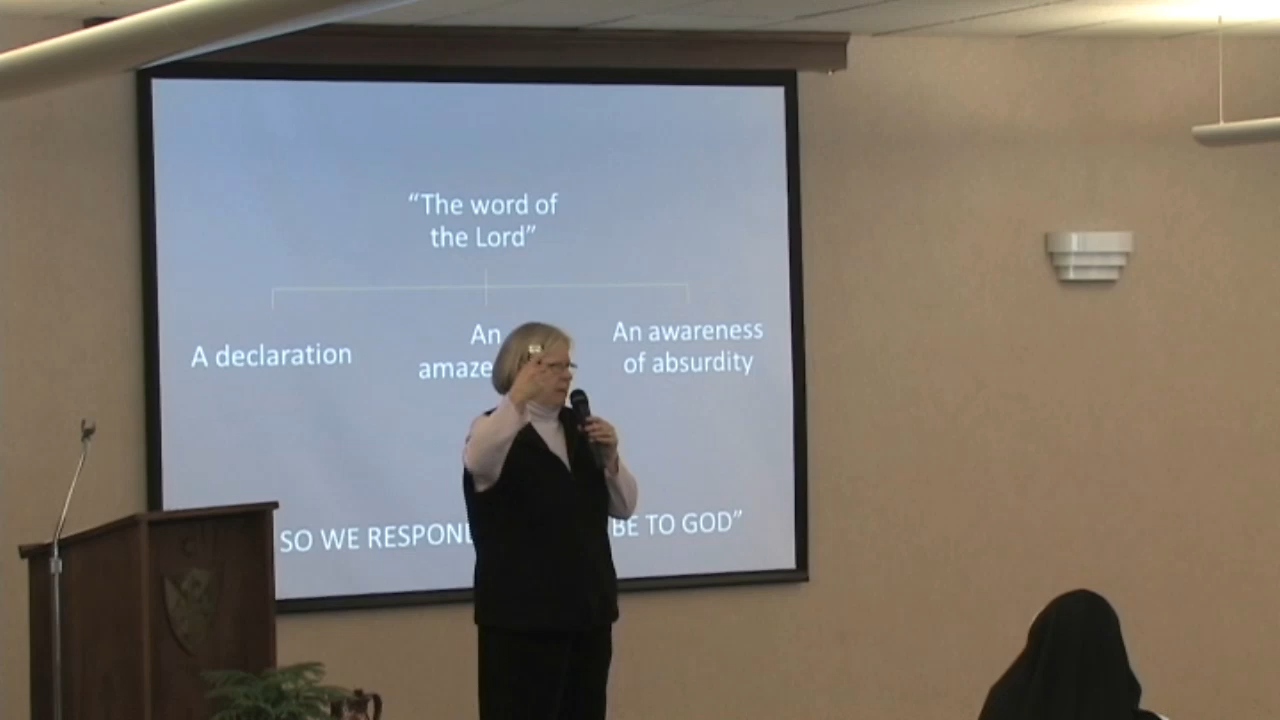 “The word of
the Lord”
A declaration
An
amaze
An awareness
of absurdity
SO WE RESPOND BE TO GOD”